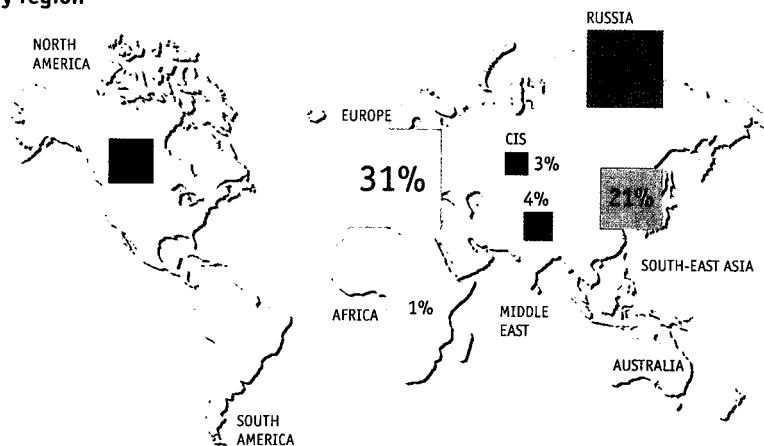 y region
RUSSIA
NORTH
AMERICA
EUROPE
CIS
3%
31%
4%
21%
SOUTH-EAST ASIA
AFRICA
1%
MIDDLE
EAST
AUSTRALIA
SOUTH
AMERICA